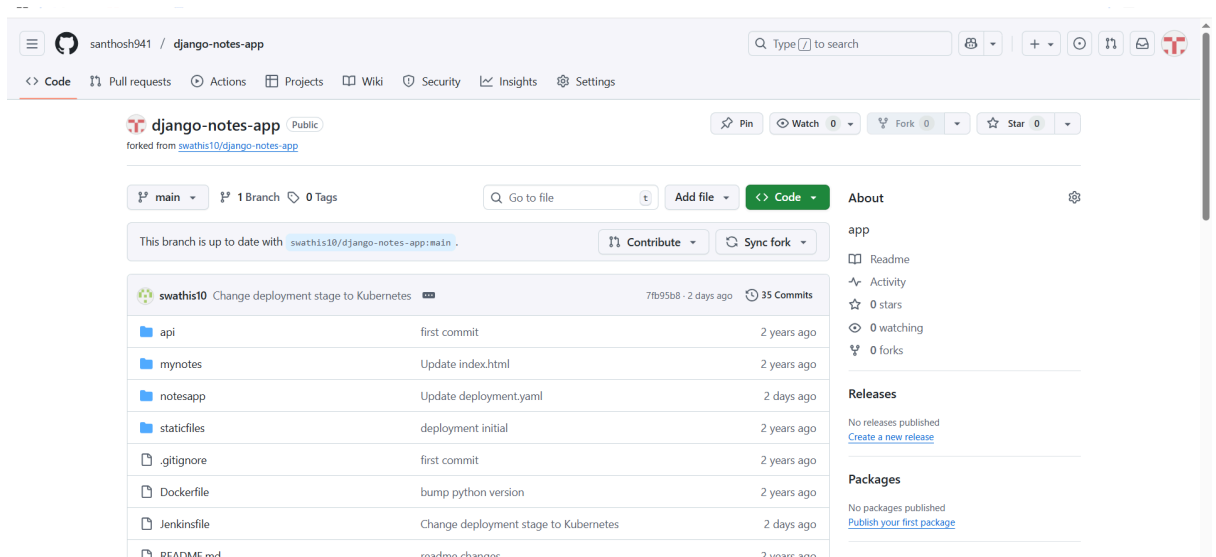 santhosh941 / django-notes-app
Type / to search
Code Pull requests Actions Projects Wiki Security Insights Settings
django-notes-app Public
Pin Watch 0 Fork 0 Star 0
forked from swathis10/django-notes-app
main 1 Branch 0 Tags Go to file t Add file Code
This branch is up to date with swathis10/django-notes-app:main .
Contribute Sync fork
swathis10 Change deployment stage to Kubernetes 7fb95b8 · 2 days ago 35 Commits
api first commit 2 years ago
mynotes Update index.html 2 years ago
notesapp Update deployment.yaml 2 days ago
staticfiles deployment initial 2 years ago
.gitignore first commit 2 years ago
Dockerfile bump python version 2 years ago
Jenkinsfile Change deployment stage to Kubernetes 2 days ago
README.md readme changes 2 years ago
About
app
Readme
Activity
0 stars
0 watching
0 forks
Releases
No releases published
Create a new release
Packages
No packages published
Publish your first package